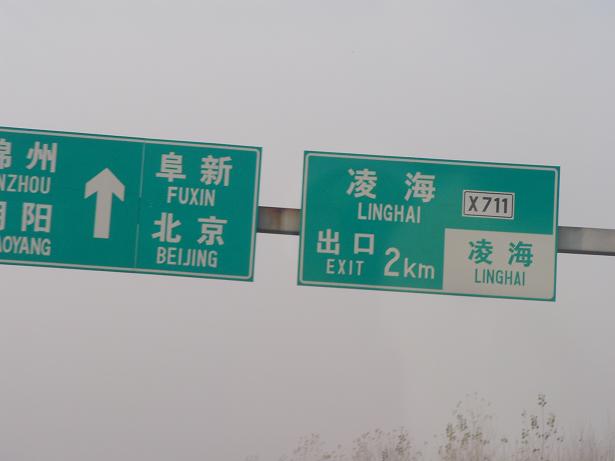 锦州
NZHOU
朝阳
AOYANG
阜新
FUXIN
北京
BEIJING
凌海
LINGHAI
X711
出口
EXIT 2km
凌海
LINGHAI